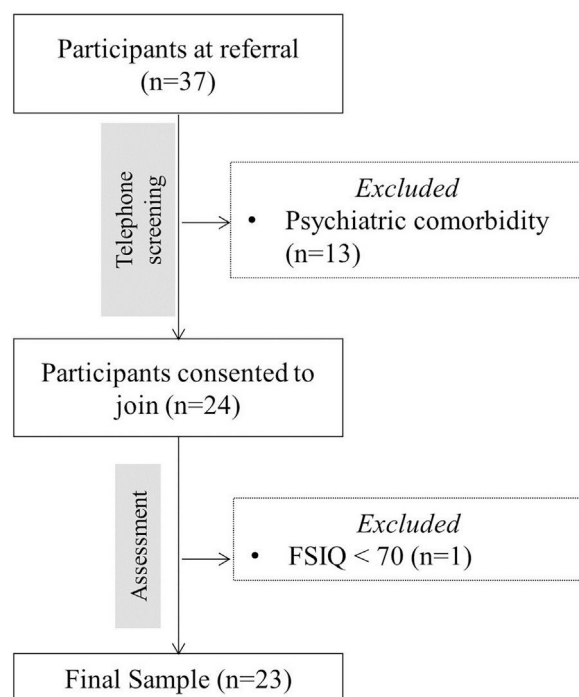 Participants at referral
(n=37)
Telephone
screening
Excluded
• Psychiatric comorbidity
(n=13)
Participants consented to
join (n=24)
Assessment
Excluded
• FSIQ < 70 (n=1)
Final Sample (n=23)